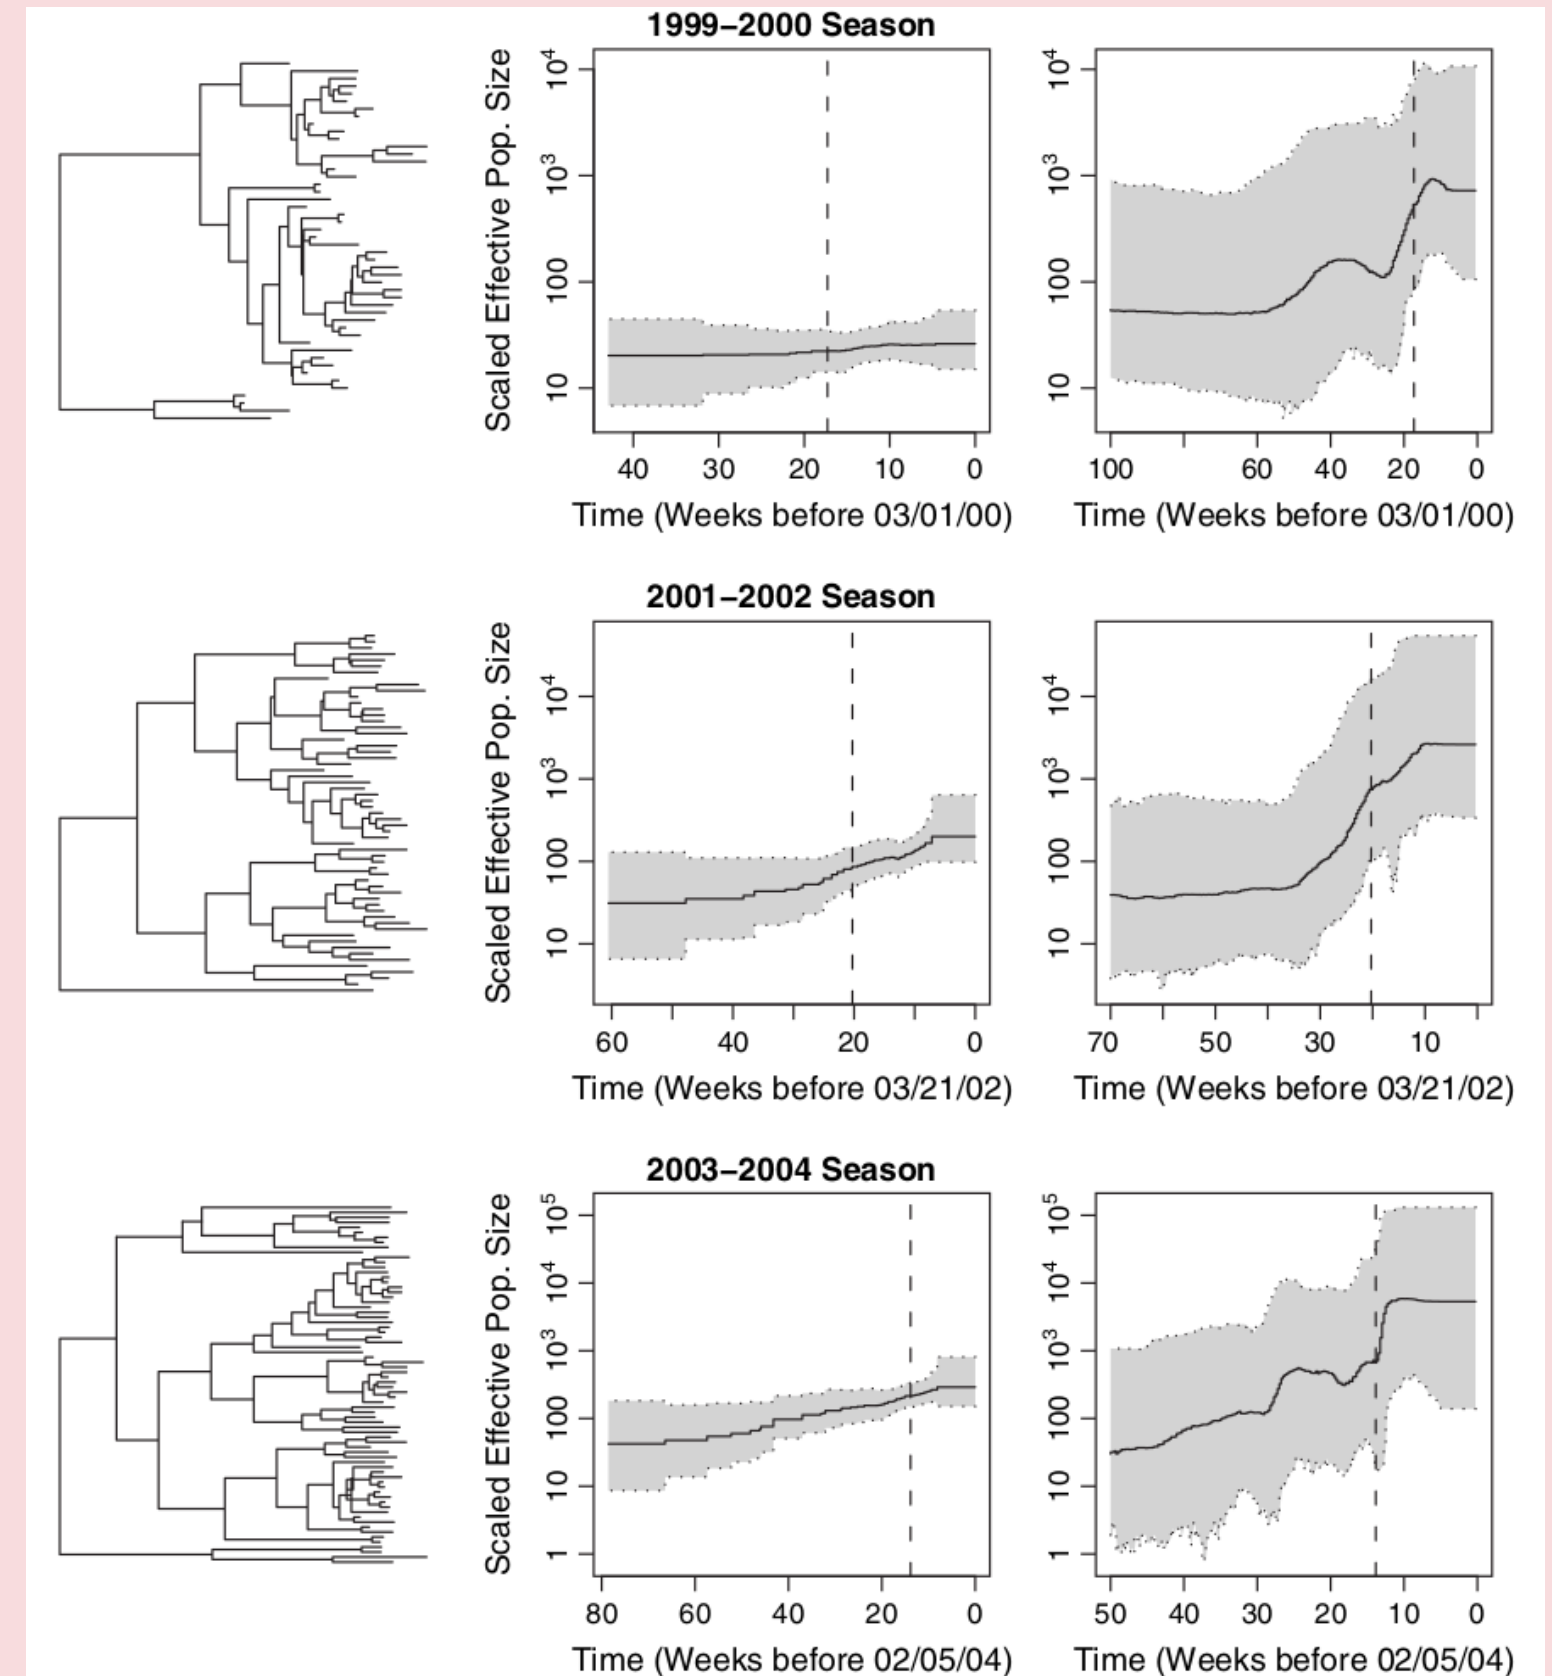 1999–2000 Season
Scaled Effective Pop. Size
10⁴
10³
100
10
40 30 20 10 0
Time (Weeks before 03/01/00)
10⁴
10³
100
10
100 60 40 20 0
Time (Weeks before 03/01/00)
2001–2002 Season
Scaled Effective Pop. Size
10⁴
10³
100
10
60 40 20 0
Time (Weeks before 03/21/02)
10⁴
10³
100
10
70 50 30 10
Time (Weeks before 03/21/02)
2003–2004 Season
Scaled Effective Pop. Size
10⁵
10⁴
10³
100
10
1
80 60 40 20 0
Time (Weeks before 02/05/04)
10⁵
10⁴
10³
100
10
1
50 40 30 20 10 0
Time (Weeks before 02/05/04)